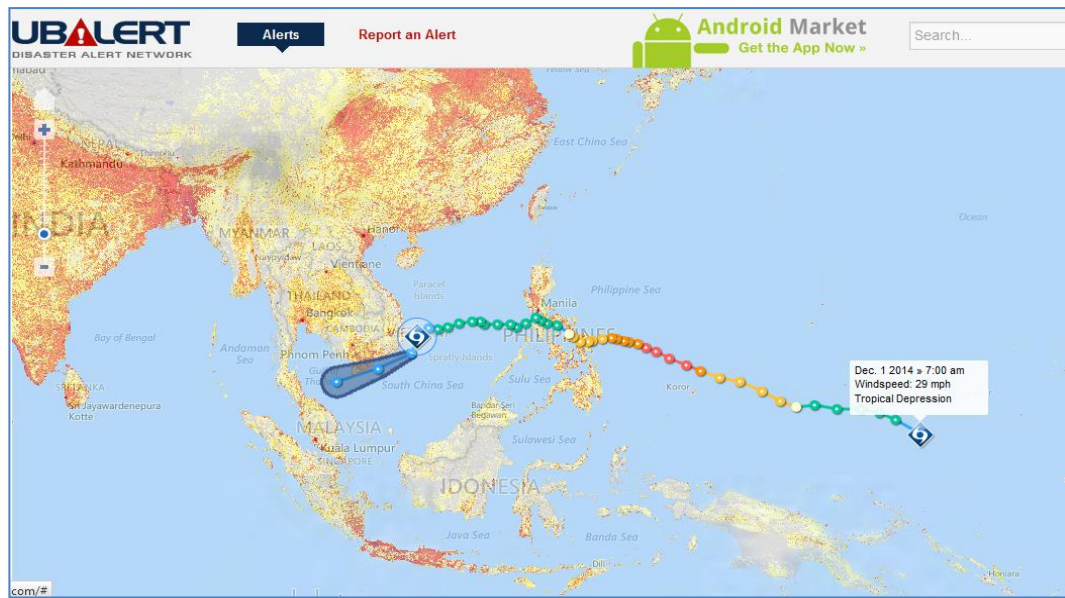 UBALERT
DISASTER ALERT NETWORK
Alerts
Report an Alert
Android Market
Get the App Now »
Search...
Yellow Sea
East China Sea
NEPAL
Kathmandu
INDIA
MYANMAR
Naypyidaw
Hanoi
LAOS
Vientiane
Ocean
Paracel
Islands
Philippine Sea
THAILAND
Bangkok
Manila
Bay of Bengal
CAMBODIA
PHILIPPINES
Andaman
Sea
Phnom Penh
Spratly Islands
Dec. 1 2014 » 7:00 am
Windspeed: 29 mph
Tropical Depression
South China Sea
Sulu Sea
Koror
SRI LANKA
Sri Jayawardenepura
Kotte
Bandar Seri
Begawan
MALAYSIA
Kuala Lumpur
SINGAPORE
Sulawesi Sea
IDONESIA
Java Sea
Banda Sea
Dili
Honiara
com/#